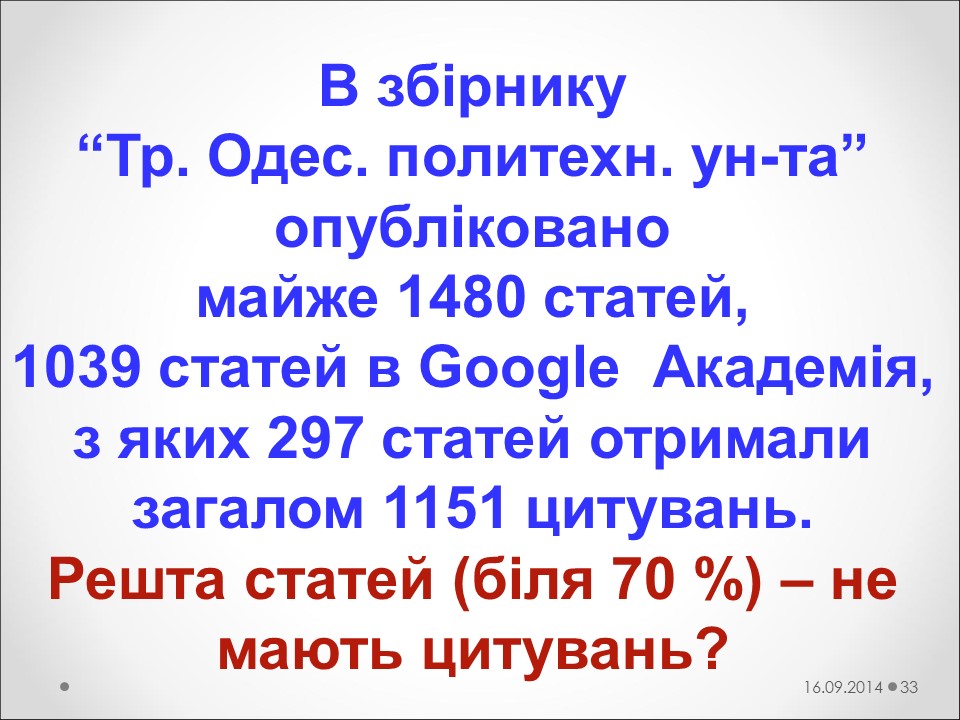 В збірнику
“Тр. Одес. политехн. ун-та”
опубліковано
майже 1480 статей,
1039 статей в Google Академія,
з яких 297 статей отримали
загалом 1151 цитувань.
Решта статей (біля 70 %) – не
мають цитувань?
16.09.2014
33